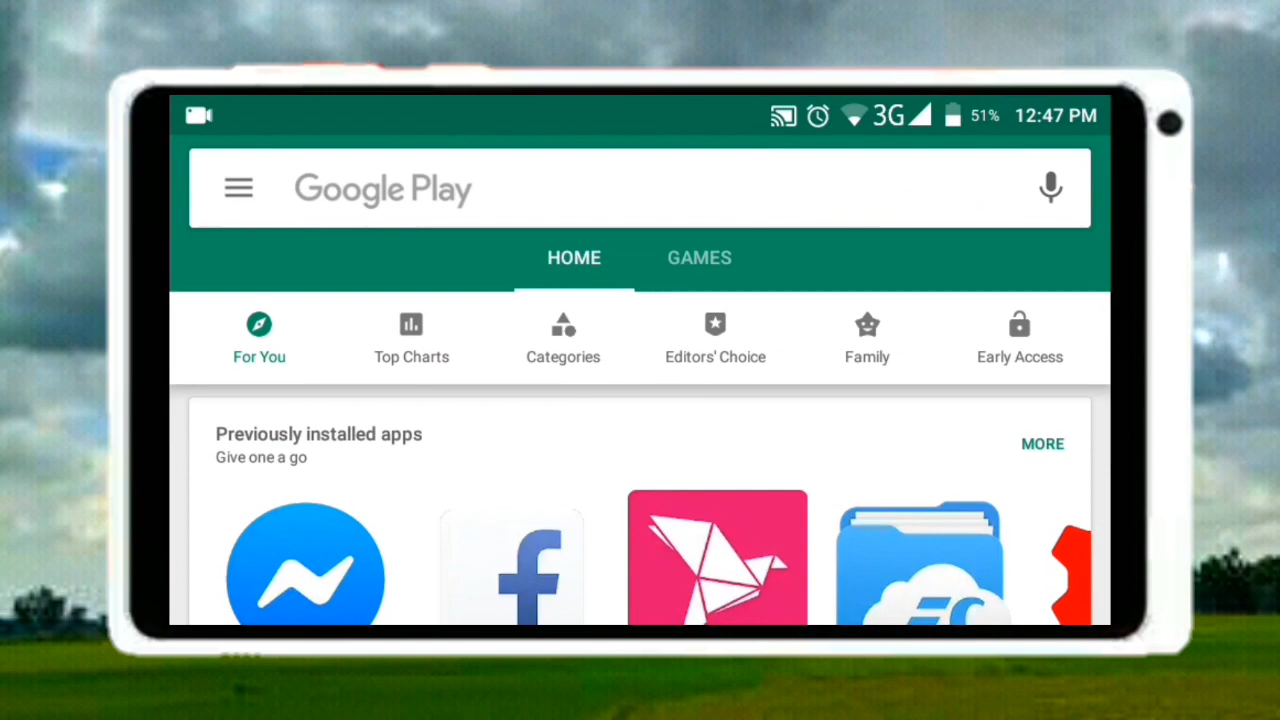 3G 51% 12:47 PM
Google Play
HOME GAMES
For You Top Charts Categories Editors' Choice Family Early Access
Previously installed apps
MORE
Give one a go